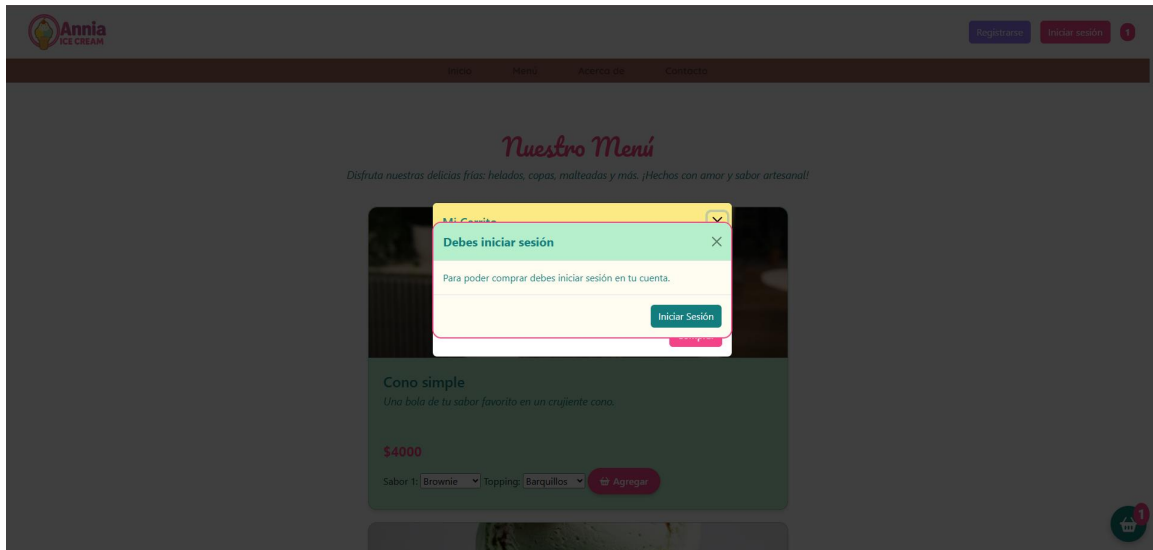 Annia
ICE CREAM
Registrarse
Iniciar sesión
1
Inicio
Menú
Acerca de
Contacto
Nuestro Menú
Disfruta nuestras delicias frías: helados, copas, malteadas y más. ¡Hechos con amor y sabor artesanal!
Mi Carrito
Debes iniciar sesión
Para poder comprar debes iniciar sesión en tu cuenta.
Iniciar Sesión
Comprar
Cono simple
Una bola de tu sabor favorito en un crujiente cono.
$4000
Sabor 1: Brownie Topping: Barquillos Agregar
1